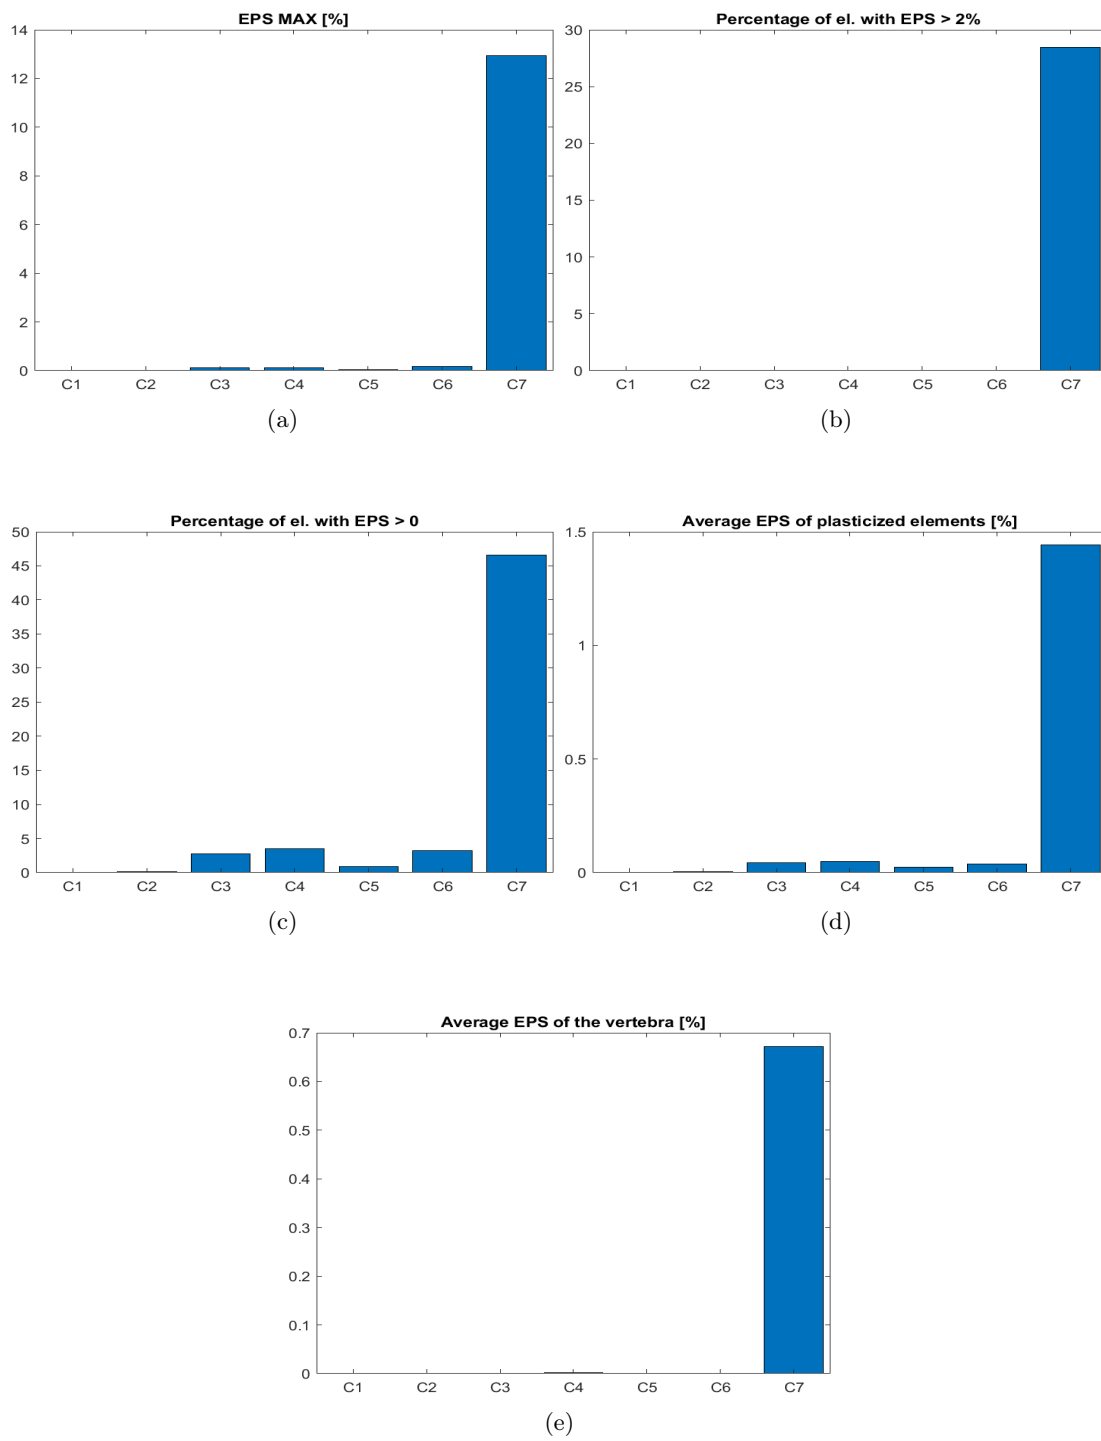 EPS MAX [%]
14
12
10
8
6
4
2
0
C1 C2 C3 C4 C5 C6 C7
(a)
Percentage of el. with EPS > 2%
30
25
20
15
10
5
0
C1 C2 C3 C4 C5 C6 C7
(b)
Percentage of el. with EPS > 0
50
45
40
35
30
25
20
15
10
5
0
C1 C2 C3 C4 C5 C6 C7
(c)
Average EPS of plasticized elements [%]
1.5
1
0.5
0
C1 C2 C3 C4 C5 C6 C7
(d)
Average EPS of the vertebra [%]
0.7
0.6
0.5
0.4
0.3
0.2
0.1
0
C1 C2 C3 C4 C5 C6 C7
(e)